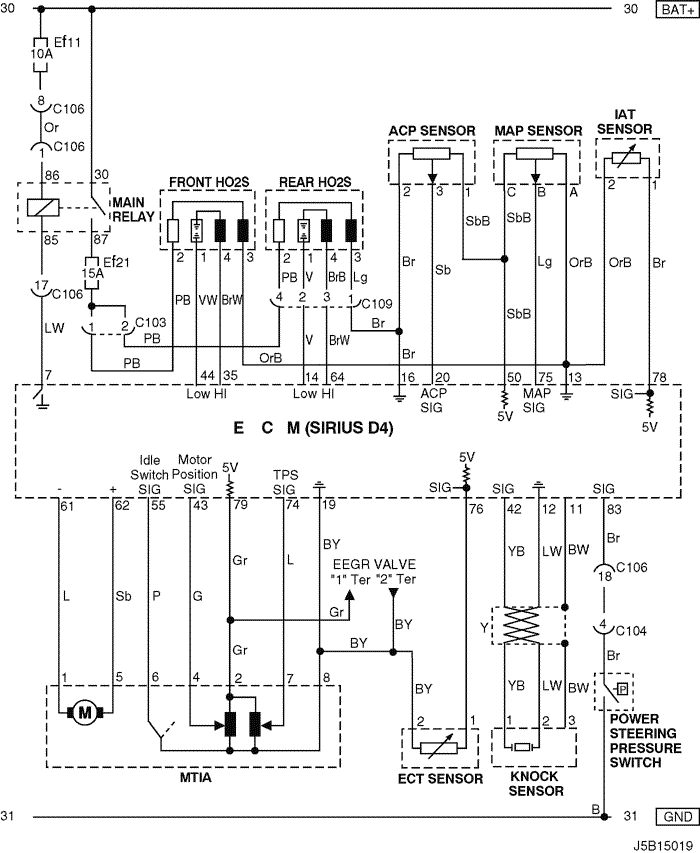 30 30 BAT+
Ef11
10A
8 C106
Or
1 C106
86 30
MAIN RELAY
85 87
Ef21
15A
17 C106
1 2 C103
LW PB PB
7
FRONT HO2S REAR HO2S
2 1 4 3 2 1 4 3
PB V BrB Lg
4 2 3 1 C109
PB VW BrW
V BrW
OrB
Br
ACP SENSOR MAP SENSOR IAT SENSOR
2 3 1 C B A 2 1
SbB SbB
Br Sb Lg OrB OrB Br
SbB
Br
44 35 14 64 16 20 50 75 13 78
Low HI Low HI ACP SIG MAP SIG SIG
5V 5V
E C M (SIRIUS D4)
Idle Switch SIG
Motor Position SIG
5V
TPS SIG
5V
SIG
SIG SIG
- +
61 62 55 43 79 74 19 76 42 12 11 83
L Sb P G Gr L BY BY YB LW BW Br
EEGR VALVE
"1" Ter "2" Ter
Gr BY
BY
Gr
C106
18
4 C104
Y
Br
1 5 6 4 2 7 8
M
MTIA
BY
2 1
ECT SENSOR
YB LW BW
1 2 3
KNOCK SENSOR
P
POWER STEERING PRESSURE SWITCH
B
31 31 GND
J5B15019